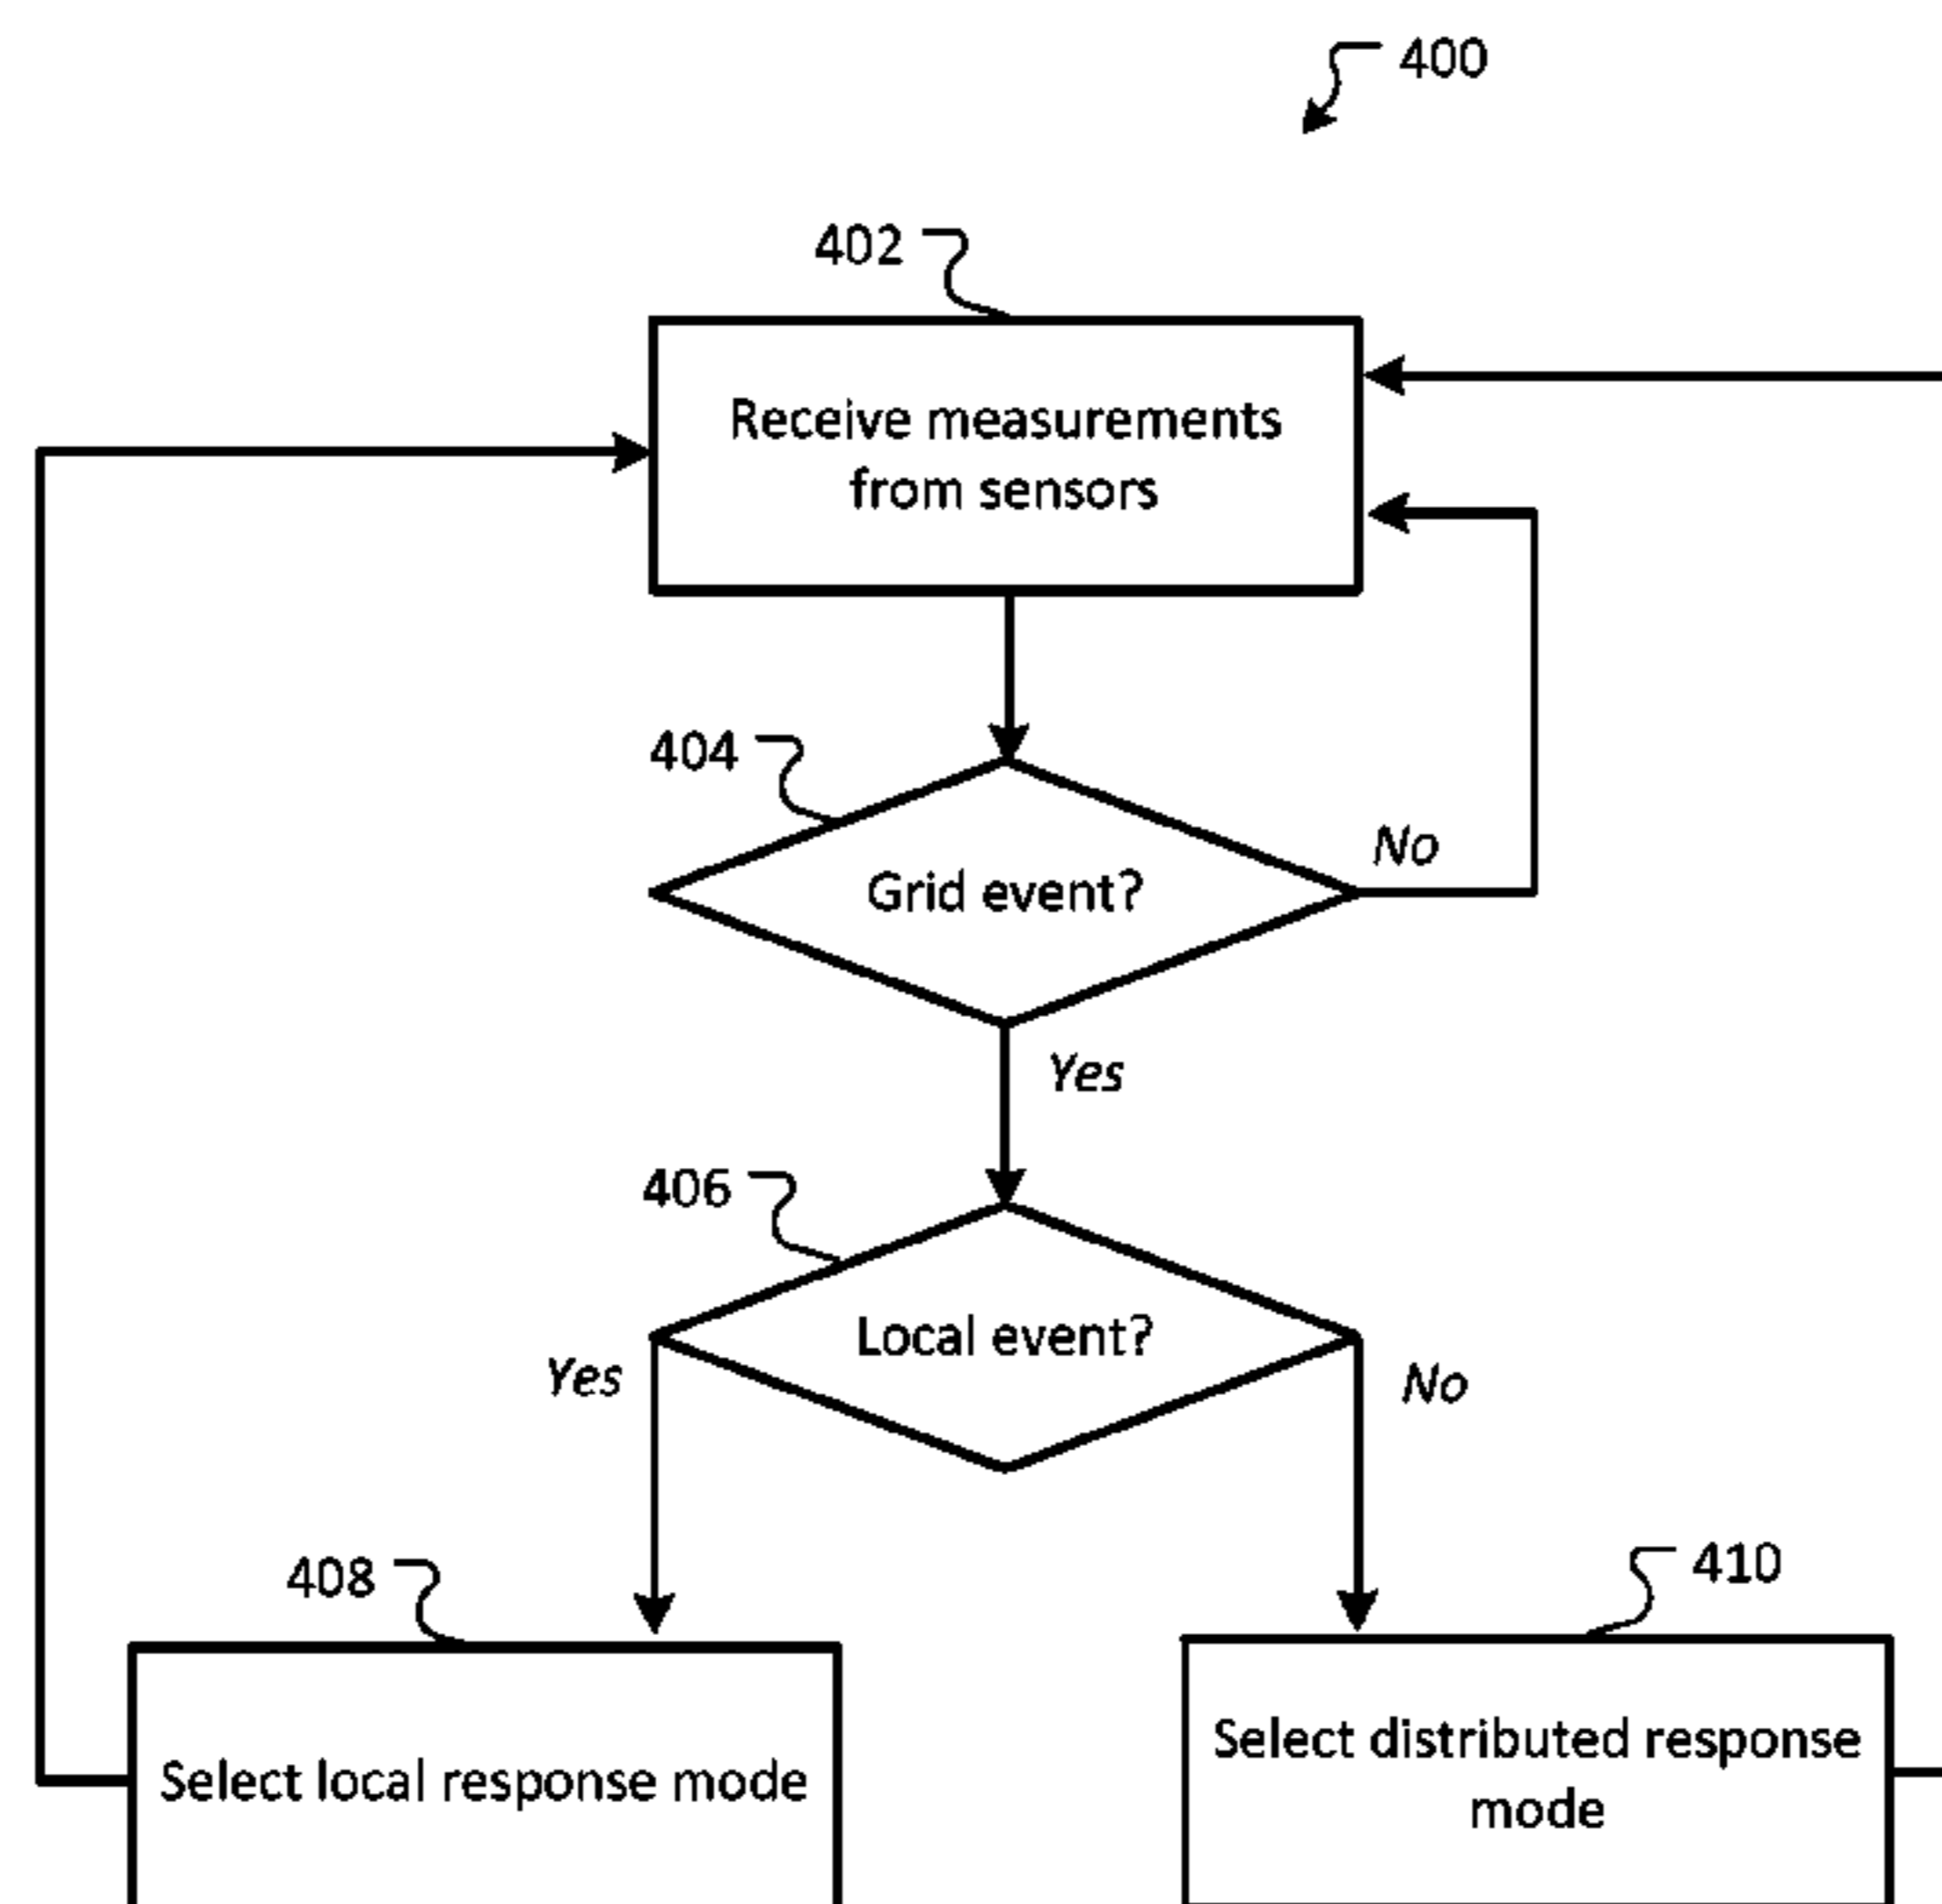 400
402
Receive measurements
from sensors
404
No
Grid event?
Yes
406
Local event?
Yes
No
408
410
Select local response mode
Select distributed response
mode